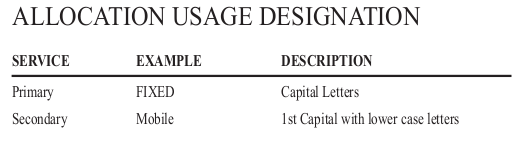 ALLOCATION USAGE DESIGNATION
SERVICE EXAMPLE DESCRIPTION
Primary FIXED Capital Letters
Secondary Mobile 1st Capital with lower case letters